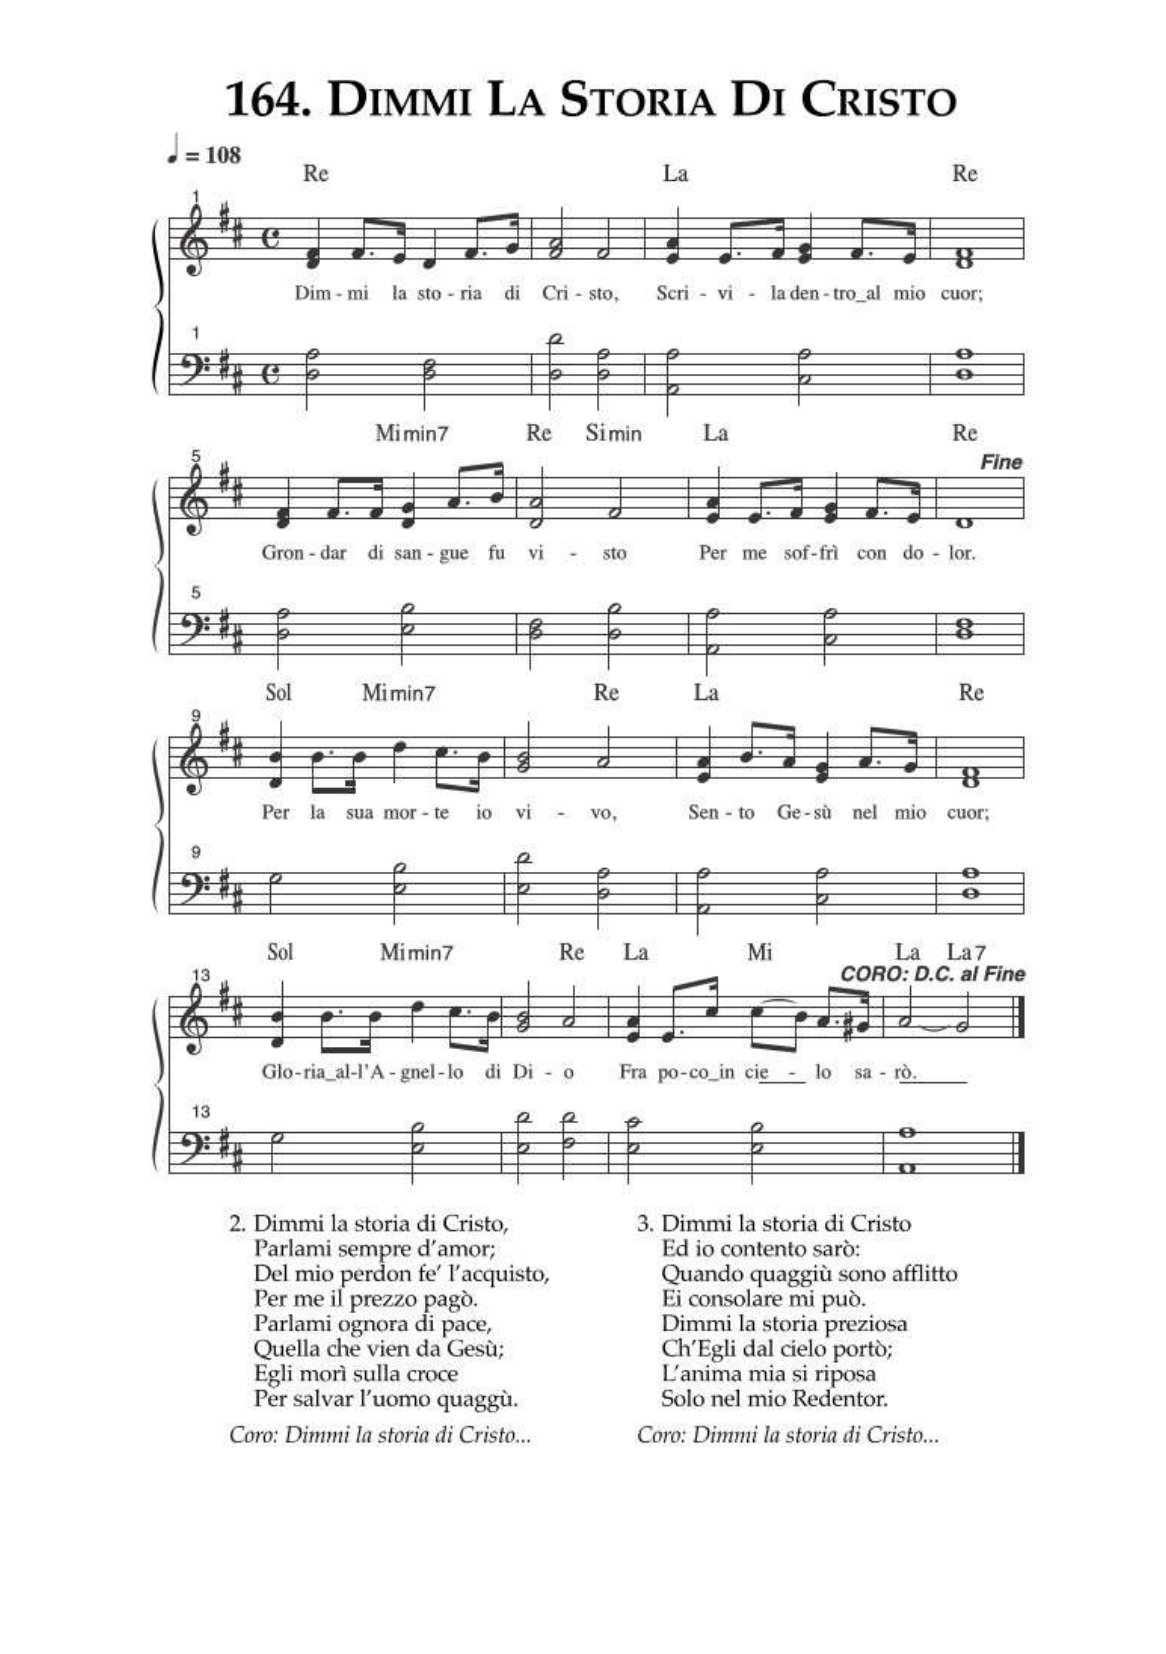 164. Dimmi La Storia Di Cristo
= 108
Re La Re
1
Dim - mi la sto - ria di Cri - sto, Scri - vi - la den - tro_al mio cuor;
1
Mimin7 Re Simin La Re
5 Fine
Gron - dar di san - gue fu vi - sto Per me sof - frì con do - lor.
5
Sol Mimin7 Re La Re
9
Per la sua mor - te io vi - vo, Sen - to Ge - sù nel mio cuor;
9
Sol Mimin7 Re La Mi La La7
13 CORO: D.C. al Fine
Glo - ria_al - l'A - gnel - lo di Di - o Fra po - co_in cie - lo sa - rò.
13
2. Dimmi la storia di Cristo,
Parlami sempre d'amor;
Del mio perdon fe' l'acquisto,
Per me il prezzo pagò.
Parlami ognora di pace,
Quella che vien da Gesù;
Egli morì sulla croce
Per salvar l'uomo quaggù.
Coro: Dimmi la storia di Cristo...
3. Dimmi la storia di Cristo
Ed io contento sarò:
Quando quaggiù sono afflitto
Ei consolare mi può.
Dimmi la storia preziosa
Ch'Egli dal cielo portò;
L'anima mia si riposa
Solo nel mio Redentor.
Coro: Dimmi la storia di Cristo...